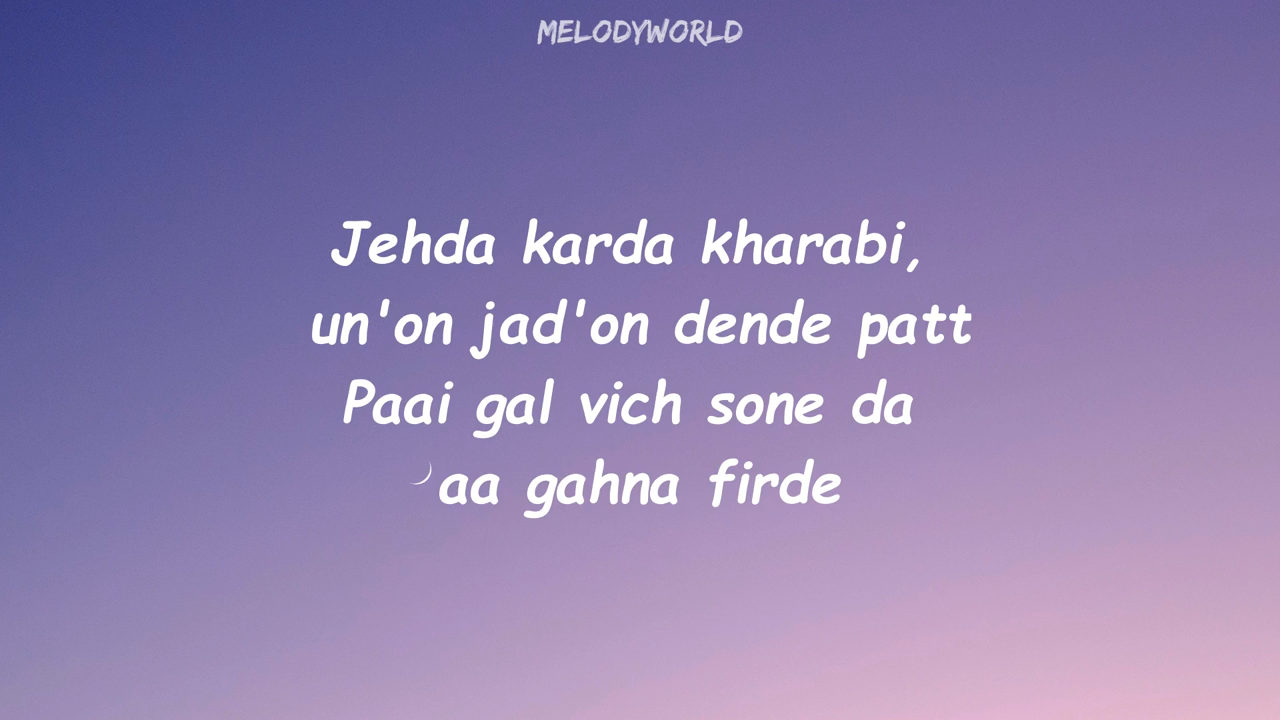 MELODYWORLD
Jehda karda kharabi,
un'on jad'on dende patt
Paai gal vich sone da
aa gahna firde